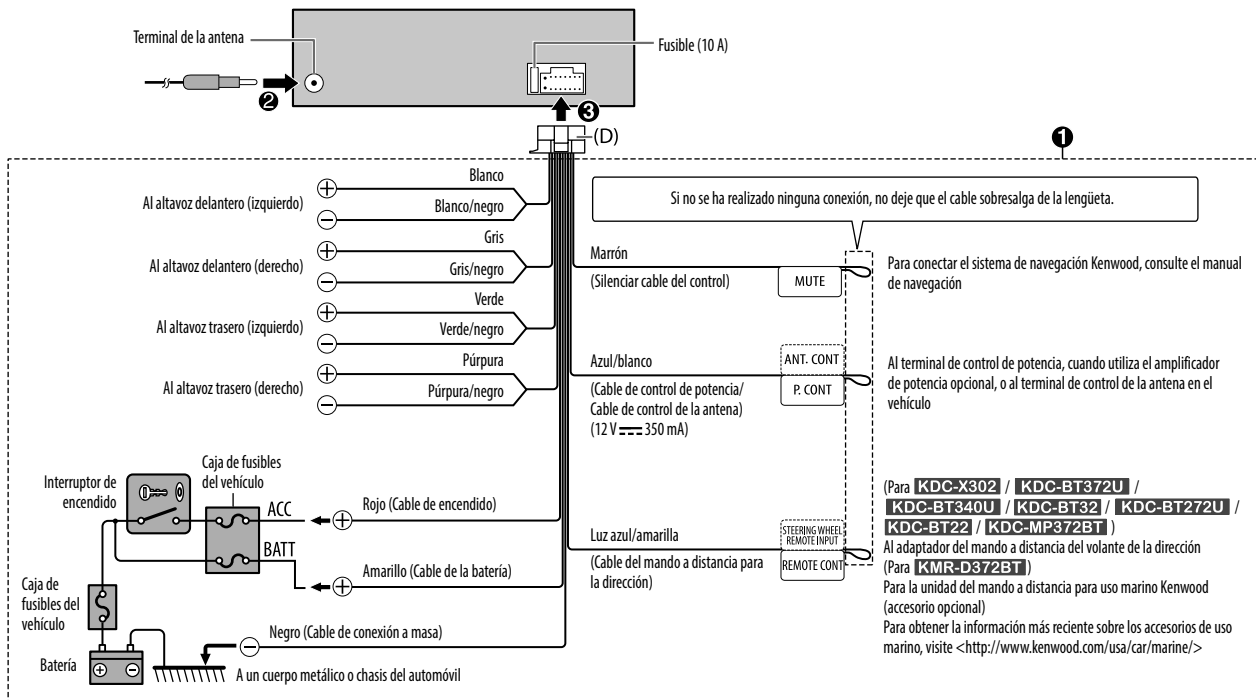 Terminal de la antena
Fusible (10 A)
❷
❸
(D)
❶
Blanco
Al altavoz delantero (izquierdo)
Blanco/negro
Gris
Al altavoz delantero (derecho)
Gris/negro
Verde
Al altavoz trasero (izquierdo)
Verde/negro
Púrpura
Al altavoz trasero (derecho)
Púrpura/negro
Si no se ha realizado ninguna conexión, no deje que el cable sobresalga de la lengüeta.
Marrón
(Silenciar cable del control)
MUTE
Para conectar el sistema de navegación Kenwood, consulte el manual
de navegación
Azul/blanco
(Cable de control de potencia/
Cable de control de la antena)
(12 V ⎓ 350 mA)
ANT. CONT
P. CONT
Al terminal de control de potencia, cuando utiliza el amplificador
de potencia opcional, o al terminal de control de la antena en el
vehículo
Interruptor de
encendido
Caja de fusibles
del vehículo
ACC
Rojo (Cable de encendido)
BATT
Amarillo (Cable de la batería)
Caja de
fusibles del
vehículo
Negro (Cable de conexión a masa)
Batería
A un cuerpo metálico o chasis del automóvil
Luz azul/amarilla
(Cable del mando a distancia para
la dirección)
STEERING WHEEL
REMOTE INPUT
REMOTE CONT
(Para KDC-X302 / KDC-BT372U /
KDC-BT340U / KDC-BT32 / KDC-BT272U /
KDC-BT22 / KDC-MP372BT )
Al adaptador del mando a distancia del volante de la dirección
(Para KMR-D372BT )
Para la unidad del mando a distancia para uso marino Kenwood
(accesorio opcional)
Para obtener la información más reciente sobre los accesorios de uso
marino, visite <http://www.kenwood.com/usa/car/marine/>